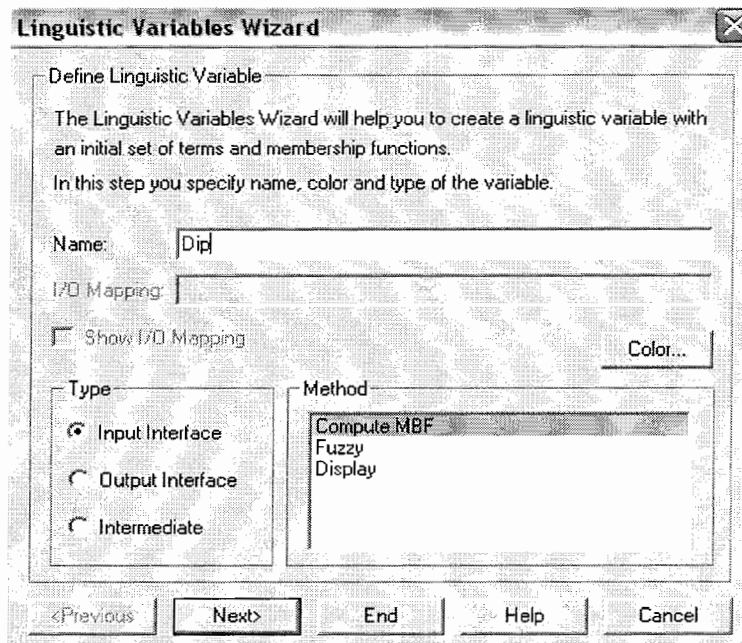 Linguistic Variables Wizard
Define Linguistic Variable
The Linguistic Variables Wizard will help you to create a linguistic variable with
an initial set of terms and membership functions.
In this step you specify name, color and type of the variable.
Name: Dip
I/O Mapping:
Show I/O Mapping
Color...
Type
Input Interface
Output Interface
Intermediate
Method
Compute MBF
Fuzzy
Display
<Previous Next> End Help Cancel